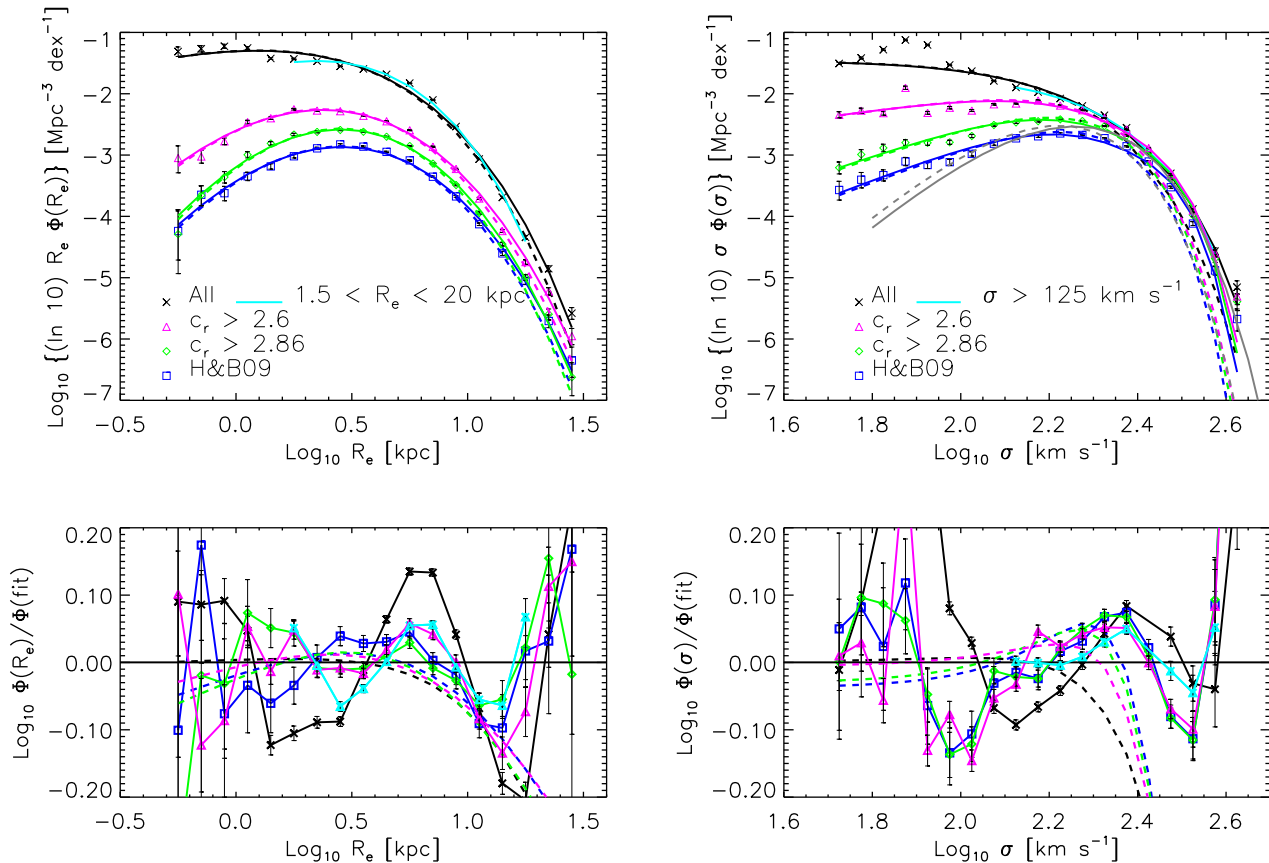 Log₁₀ {(ln 10) Rₑ Φ(Rₑ)} [Mpc⁻³ dex⁻¹]
-1
-2
-3
-4
-5
-6
-7
All 1.5 < Rₑ < 20 kpc
cᵣ > 2.6
cᵣ > 2.86
H&B09
-0.5 0.0 0.5 1.0 1.5
Log₁₀ Rₑ [kpc]
Log₁₀ {(ln 10) σ Φ(σ)} [Mpc⁻³ dex⁻¹]
-1
-2
-3
-4
-5
-6
-7
All σ > 125 km s⁻¹
cᵣ > 2.6
cᵣ > 2.86
H&B09
1.6 1.8 2.0 2.2 2.4 2.6
Log₁₀ σ [km s⁻¹]
Log₁₀ Φ(Rₑ)/Φ(fit)
0.20
0.10
0.00
-0.10
-0.20
-0.5 0.0 0.5 1.0 1.5
Log₁₀ Rₑ [kpc]
Log₁₀ Φ(σ)/Φ(fit)
0.20
0.10
0.00
-0.10
-0.20
1.6 1.8 2.0 2.2 2.4 2.6
Log₁₀ σ [km s⁻¹]